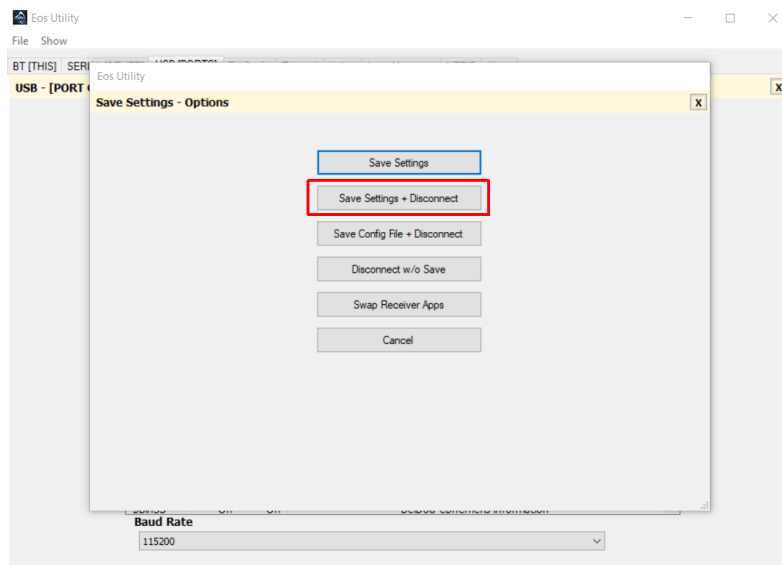 Eos Utility
File Show
BT [THIS] SERI
USB - [PORT
Eos Utility
Save Settings - Options
X
X
Save Settings
Save Settings + Disconnect
Save Config File + Disconnect
Disconnect w/o Save
Swap Receiver Apps
Cancel
Baud Rate
115200